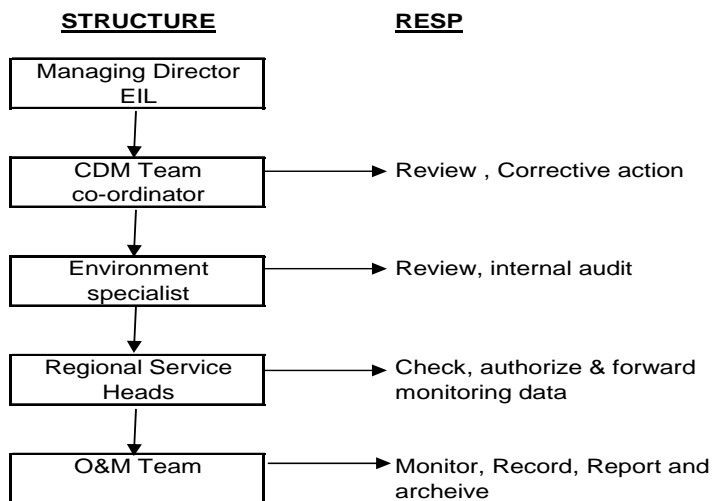 STRUCTURE RESP
Managing Director
EIL
CDM Team
co-ordinator
Review , Corrective action
Environment
specialist
Review, internal audit
Regional Service
Heads
Check, authorize & forward
monitoring data
O&M Team
Monitor, Record, Report and
archeive